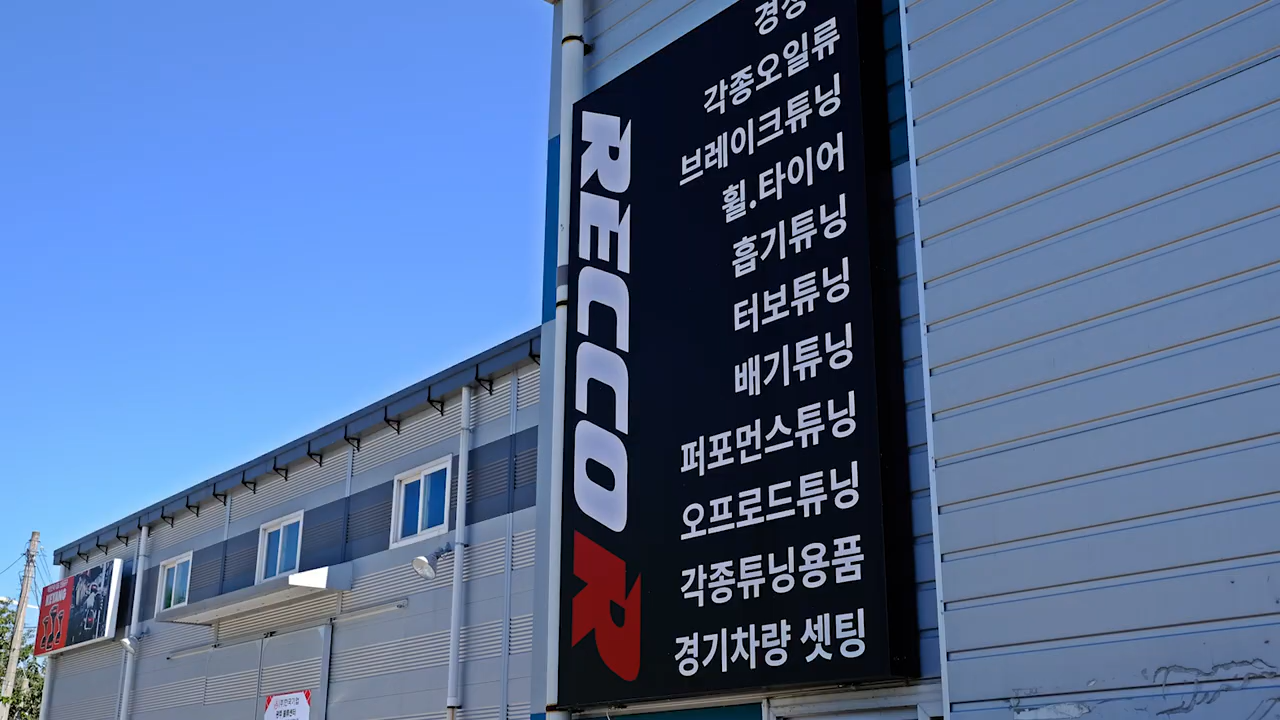 RECCO R
각종오일류
브레이크튜닝
휠.타이어
흡기튜닝
터보튜닝
배기튜닝
퍼포먼스튜닝
오프로드튜닝
각종튜닝용품
경기차량 셋팅
KEYANG